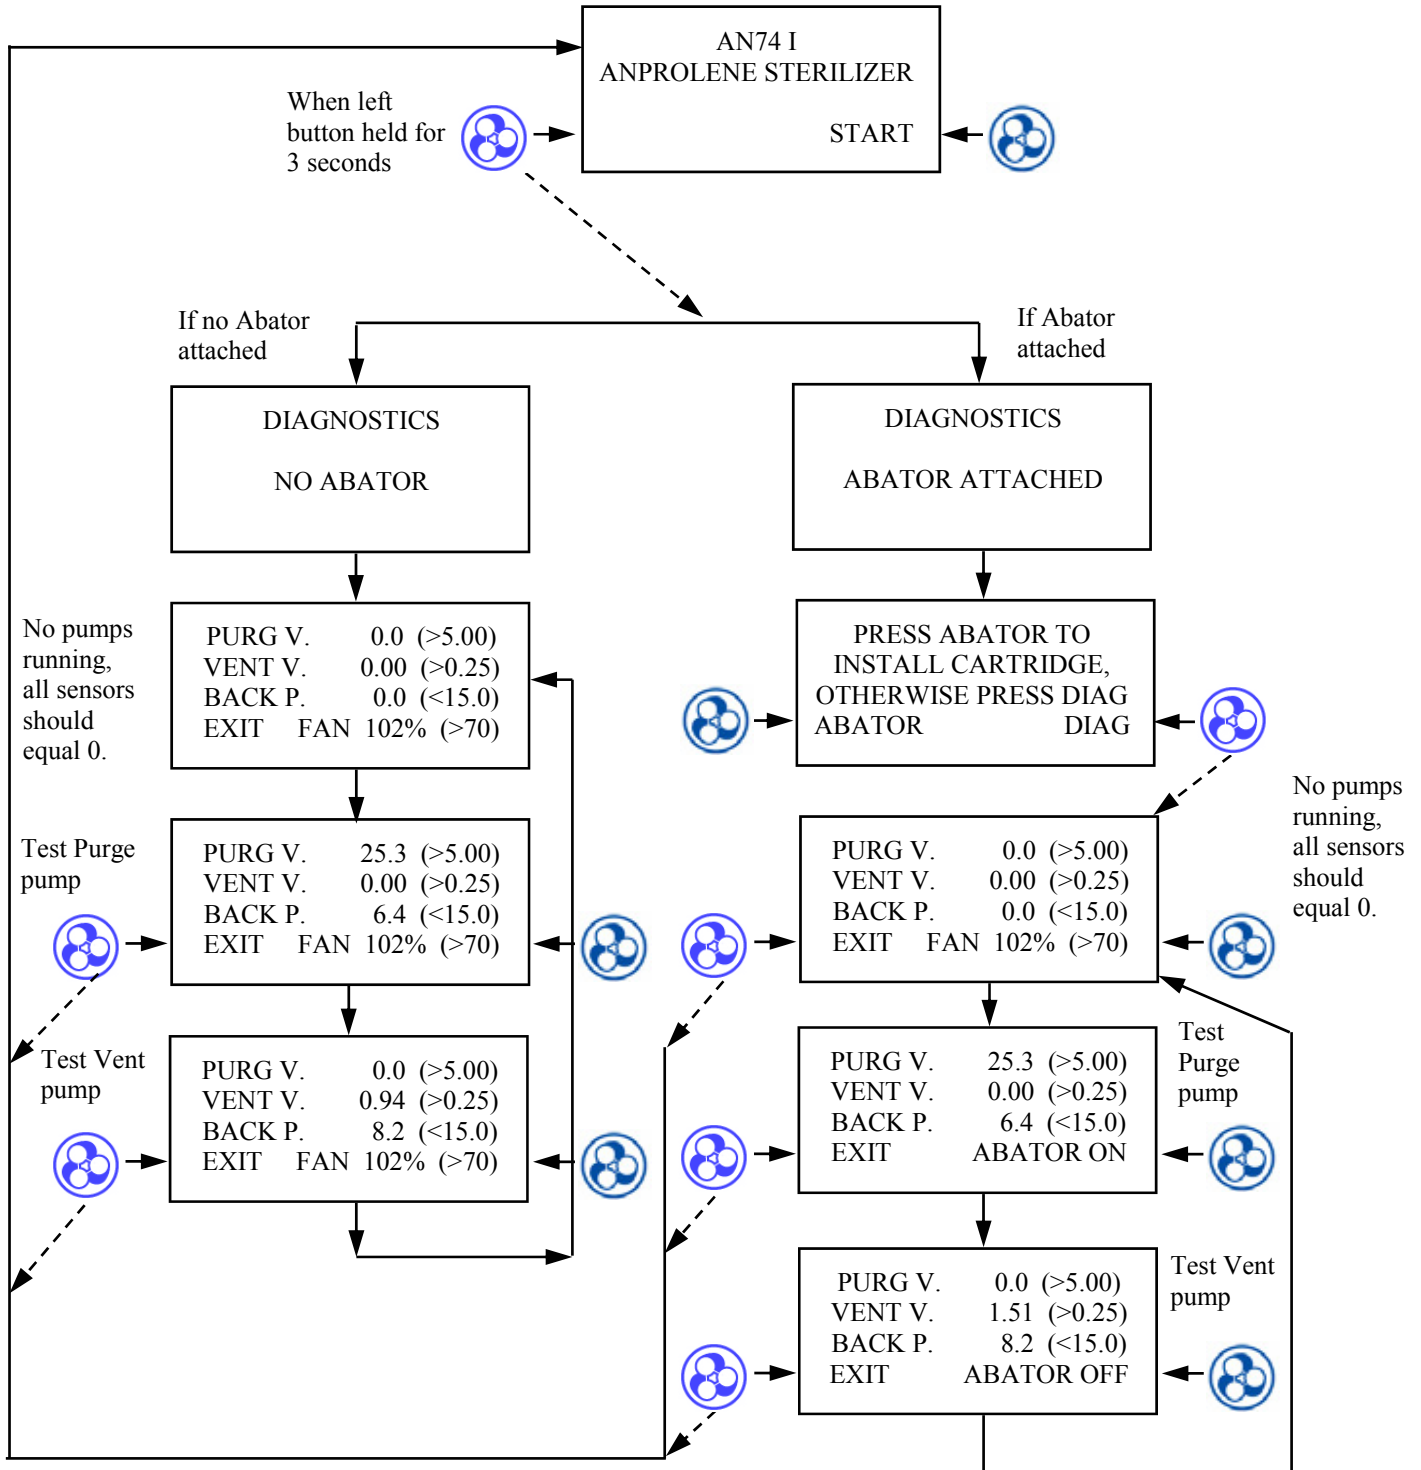 AN74 I
ANPROLENE STERILIZER
START
When left
button held for
3 seconds
If no Abator
attached
If Abator
attached
DIAGNOSTICS
NO ABATOR
DIAGNOSTICS
ABATOR ATTACHED
No pumps
running,
all sensors
should
equal 0.
PURG V. 0.0 (>5.00)
VENT V. 0.00 (>0.25)
BACK P. 0.0 (<15.0)
EXIT FAN 102% (>70)
PRESS ABATOR TO
INSTALL CARTRIDGE,
OTHERWISE PRESS DIAG
ABATOR DIAG
Test Purge
pump
PURG V. 25.3 (>5.00)
VENT V. 0.00 (>0.25)
BACK P. 6.4 (<15.0)
EXIT FAN 102% (>70)
PURG V. 0.0 (>5.00)
VENT V. 0.00 (>0.25)
BACK P. 0.0 (<15.0)
EXIT FAN 102% (>70)
No pumps
running,
all sensors
should
equal 0.
Test Vent
pump
PURG V. 0.0 (>5.00)
VENT V. 0.94 (>0.25)
BACK P. 8.2 (<15.0)
EXIT FAN 102% (>70)
PURG V. 25.3 (>5.00)
VENT V. 0.00 (>0.25)
BACK P. 6.4 (<15.0)
EXIT ABATOR ON
Test
Purge
pump
PURG V. 0.0 (>5.00)
VENT V. 1.51 (>0.25)
BACK P. 8.2 (<15.0)
EXIT ABATOR OFF
Test Vent
pump